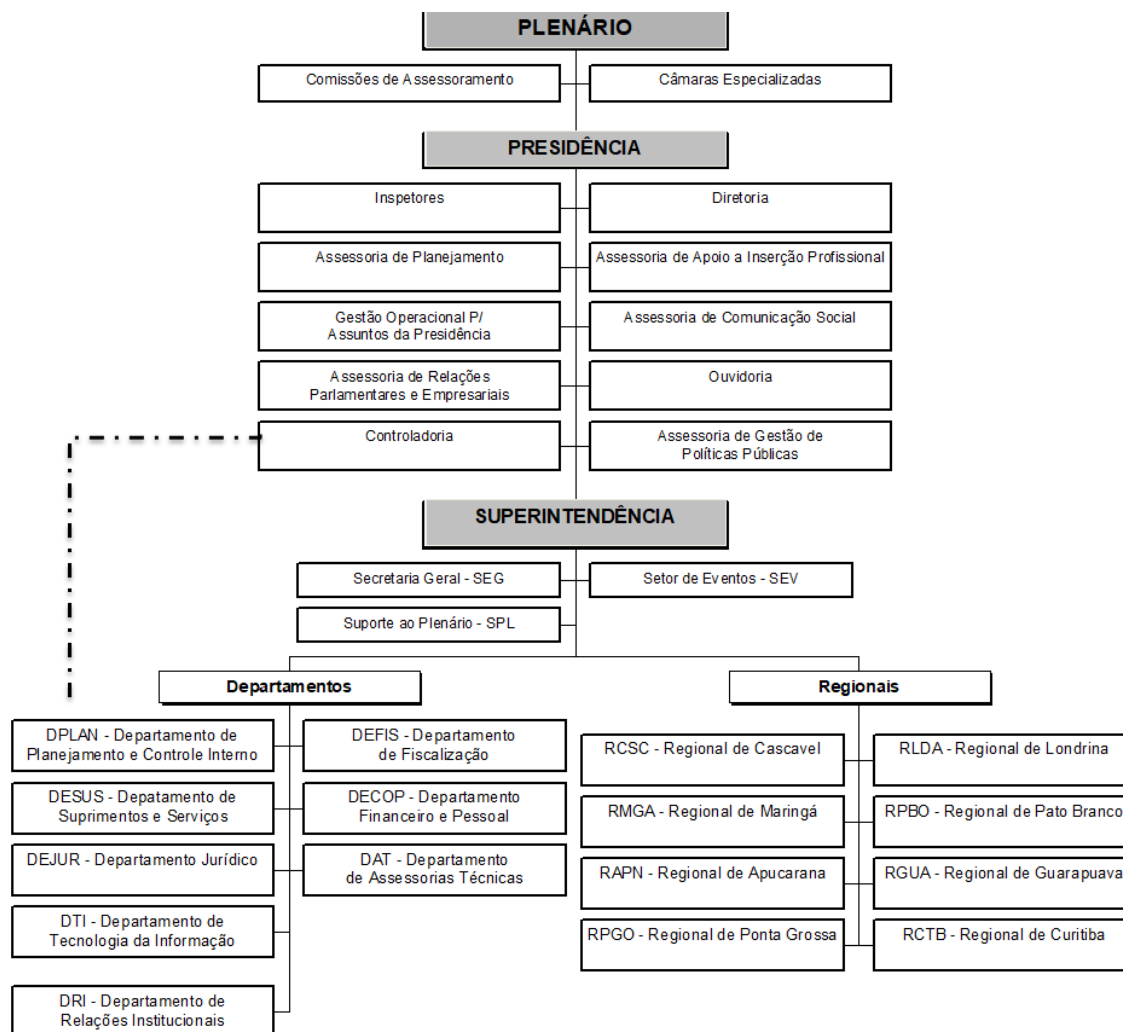 PLENÁRIO
Comissões de Assessoramento
Câmaras Especializadas
PRESIDÊNCIA
Inspetores
Diretoria
Assessoria de Planejamento
Assessoria de Apoio a Inserção Profissional
Gestão Operacional P/
Assuntos da Presidência
Assessoria de Comunicação Social
Assessoria de Relações
Parlamentares e Empresariais
Ouvidoria
Controladoria
Assessoria de Gestão de
Políticas Públicas
SUPERINTENDÊNCIA
Secretaria Geral - SEG
Setor de Eventos - SEV
Suporte ao Plenário - SPL
Departamentos
Regionais
DPLAN - Departamento de
Planejamento e Controle Interno
DEFIS - Departamento
de Fiscalização
DESUS - Depatamento de
Suprimentos e Serviços
DECOP - Departamento
Financeiro e Pessoal
DEJUR - Departamento Jurídico
DAT - Departamento
de Assessorias Técnicas
DTI - Departamento de
Tecnologia da Informação
DRI - Departamento de
Relações Institucionais
RCSC - Regional de Cascavel
RLDA - Regional de Londrina
RMGA - Regional de Maringá
RPBO - Regional de Pato Branco
RAPN - Regional de Apucarana
RGUA - Regional de Guarapuava
RPGO - Regional de Ponta Grossa
RCTB - Regional de Curitiba